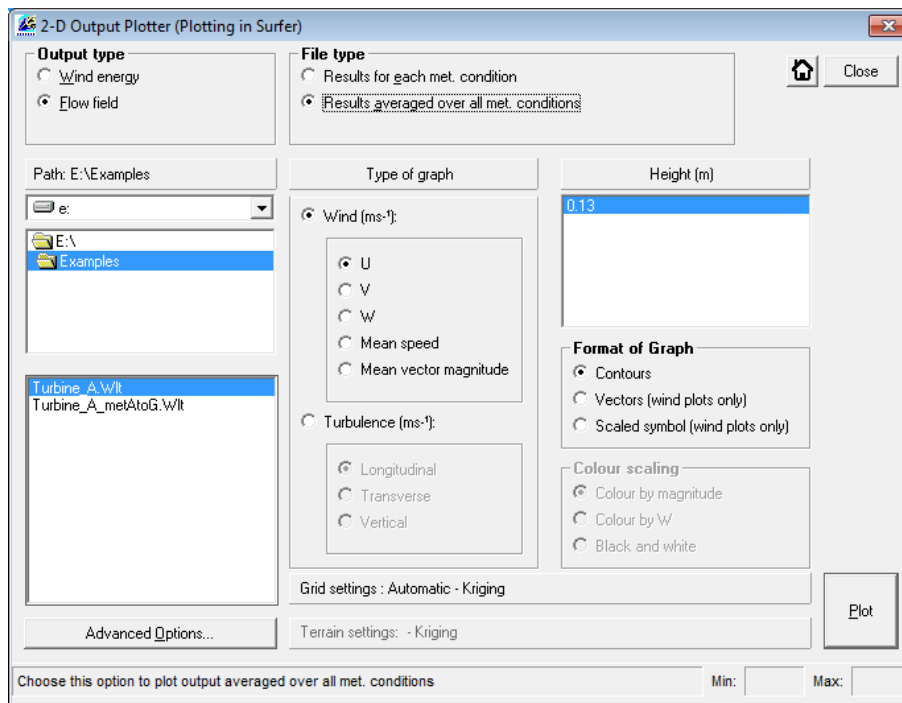 2-D Output Plotter (Plotting in Surfer)
Output type
Wind energy
Flow field
File type
Results for each met. condition
Results averaged over all met. conditions
Close
Path: E:\Examples
e:
E:\
Examples
Turbine_A.Wlt
Turbine_A_metAtoG.Wlt
Advanced Options...
Type of graph
Wind (ms-¹):
U
V
W
Mean speed
Mean vector magnitude
Turbulence (ms-¹):
Longitudinal
Transverse
Vertical
Height (m)
0.13
Format of Graph
Contours
Vectors (wind plots only)
Scaled symbol (wind plots only)
Colour scaling
Colour by magnitude
Colour by W
Black and white
Grid settings : Automatic - Kriging
Terrain settings: - Kriging
Plot
Choose this option to plot output averaged over all met. conditions
Min:
Max: